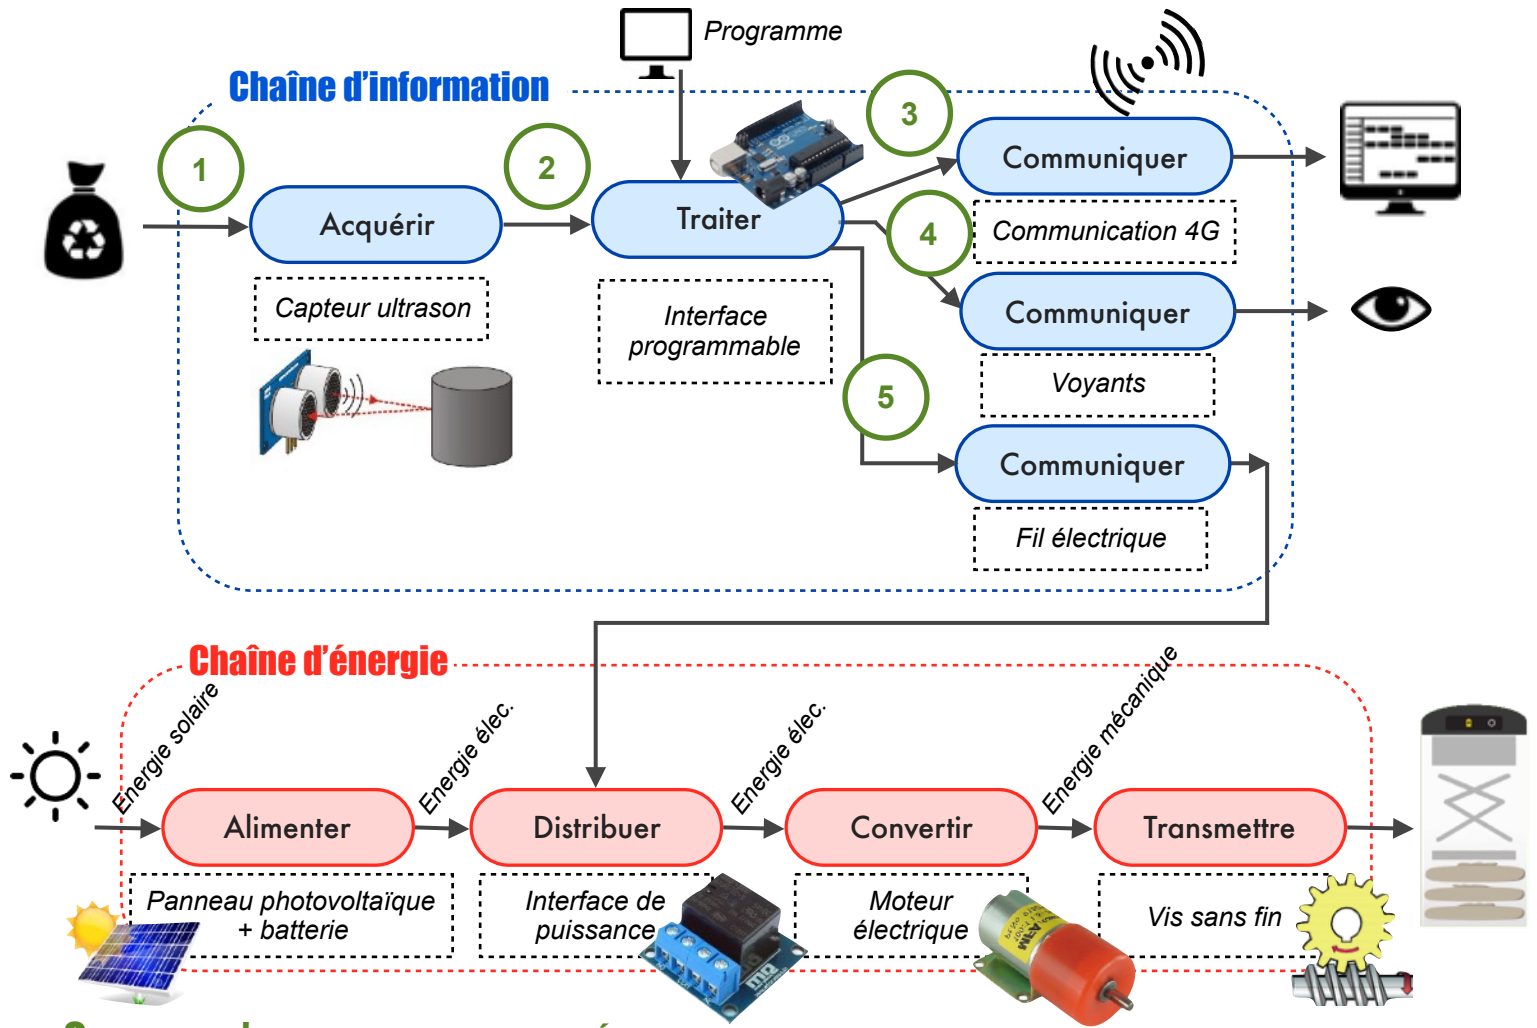 Programme
Chaîne d'information
1
2
3
Acquérir
Traiter
Communiquer
4
Communication 4G
Capteur ultrason
Interface
programmable
Communiquer
Voyants
5
Communiquer
Fil électrique
Chaîne d'énergie
Energie solaire
Energie élec.
Energie élec.
Energie mécanique
Alimenter
Distribuer
Convertir
Transmettre
Panneau photovoltaïque
+ batterie
Interface de
puissance
Moteur
électrique
Vis sans fin